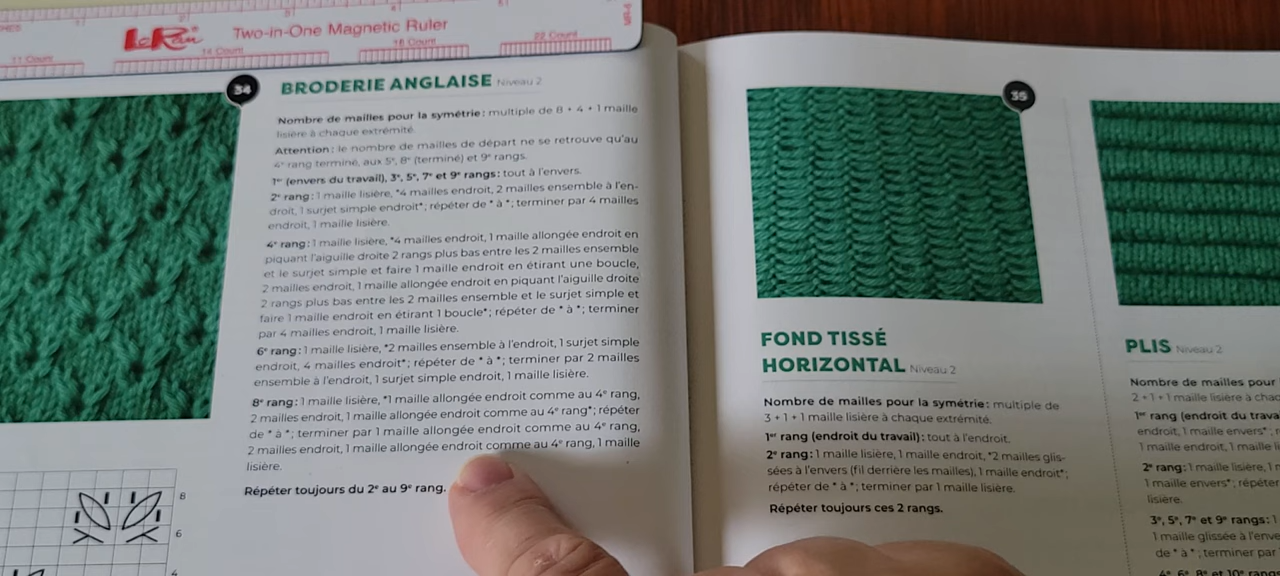 LoRan®
Two-in-One Magnetic Ruler
11 Count
14 Count
18 Count
22 Count
34
BRODERIE ANGLAISE Niveau 2
Nombre de mailles pour la symétrie : multiple de 8 + 4 + 1 maille
lisière à chaque extrémité.
Attention : le nombre de mailles de départ ne se retrouve qu'au
4e rang terminé, aux 5e, 8e (terminé) et 9e rangs.
1er (envers du travail), 3e, 5e, 7e et 9e rangs : tout à l'envers.
2e rang : 1 maille lisière, *4 mailles endroit, 2 mailles ensemble à l'en-
droit, 1 surjet simple endroit* ; répéter de * à * ; terminer par 4 mailles
endroit, 1 maille lisière.
4e rang : 1 maille lisière, *4 mailles endroit, 1 maille allongée endroit en
piquant l'aiguille droite 2 rangs plus bas entre les 2 mailles ensemble
et le surjet simple et faire 1 maille endroit en étirant une boucle,
2 mailles endroit, 1 maille allongée endroit en piquant l'aiguille droite
2 rangs plus bas entre les 2 mailles ensemble et le surjet simple et
faire 1 maille endroit en étirant 1 boucle* ; répéter de * à * ; terminer
par 4 mailles endroit, 1 maille lisière.
6e rang : 1 maille lisière, *2 mailles ensemble à l'endroit, 1 surjet simple
endroit, 4 mailles endroit* ; répéter de * à * ; terminer par 2 mailles
ensemble à l'endroit, 1 surjet simple endroit, 1 maille lisière.
8e rang : 1 maille lisière, *1 maille allongée endroit comme au 4e rang,
2 mailles endroit, 1 maille allongée endroit comme au 4e rang* ; répéter
de * à * ; terminer par 1 maille allongée endroit comme au 4e rang,
2 mailles endroit, 1 maille allongée endroit comme au 4e rang, 1 maille
lisière.
Répéter toujours du 2e au 9e rang.
8
6
4
35
FOND TISSÉ
HORIZONTAL Niveau 2
Nombre de mailles pour la symétrie : multiple de
3 + 1 + 1 maille lisière à chaque extrémité.
1er rang (endroit du travail) : tout à l'endroit.
2e rang : 1 maille lisière, 1 maille endroit, *2 mailles glis-
sées à l'envers (fil derrière les mailles), 1 maille endroit* ;
répéter de * à * ; terminer par 1 maille lisière.
Répéter toujours ces 2 rangs.
PLIS Niveau 2
Nombre de mailles pour
2 + 1 + 1 maille lisière à
1er rang (endroit du
endroit, 1 maille envers* ;
1 maille endroit, 1 maille
2e rang : 1 maille lisière, 1
1 maille envers* ; répéter
lisière.
3e, 5e, 7e et 9e rangs : 1
1 maille glissée à
de * à * ; terminer par
4e, 6e, 8e et 10e rangs